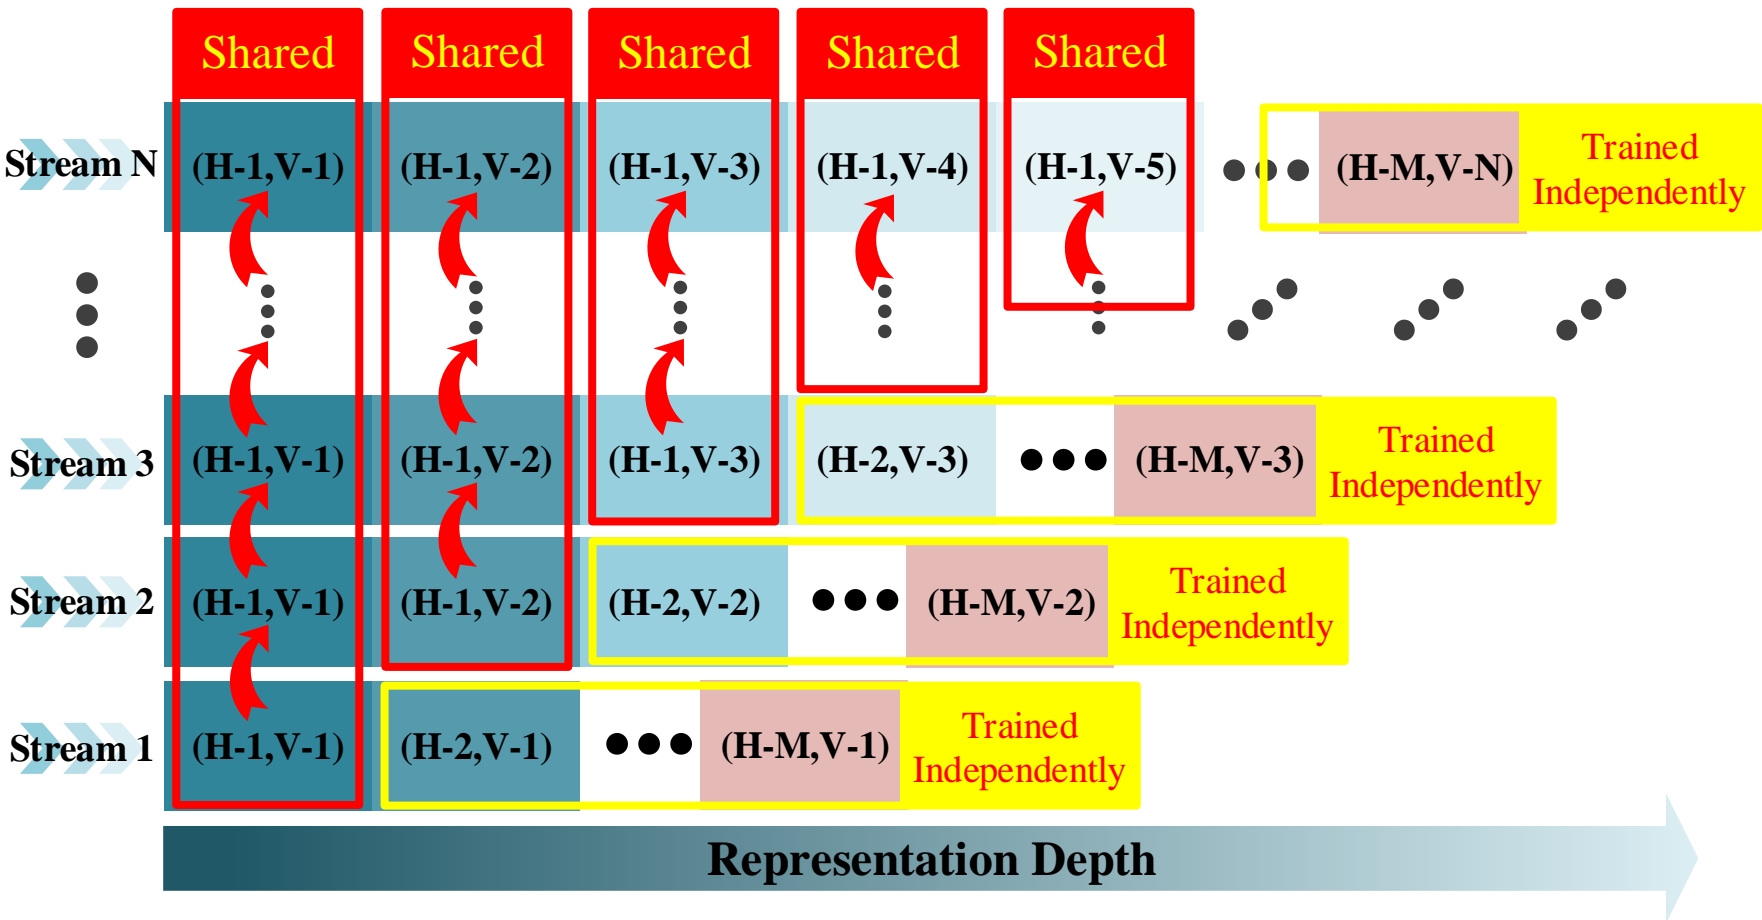 Shared Shared Shared Shared Shared
Stream N (H-1,V-1) (H-1,V-2) (H-1,V-3) (H-1,V-4) (H-1,V-5) (H-M,V-N) Trained
Independently
Stream 3 (H-1,V-1) (H-1,V-2) (H-1,V-3) (H-2,V-3) (H-M,V-3) Trained
Independently
Stream 2 (H-1,V-1) (H-1,V-2) (H-2,V-2) (H-M,V-2) Trained
Independently
Stream 1 (H-1,V-1) (H-2,V-1) (H-M,V-1) Trained
Independently
Representation Depth